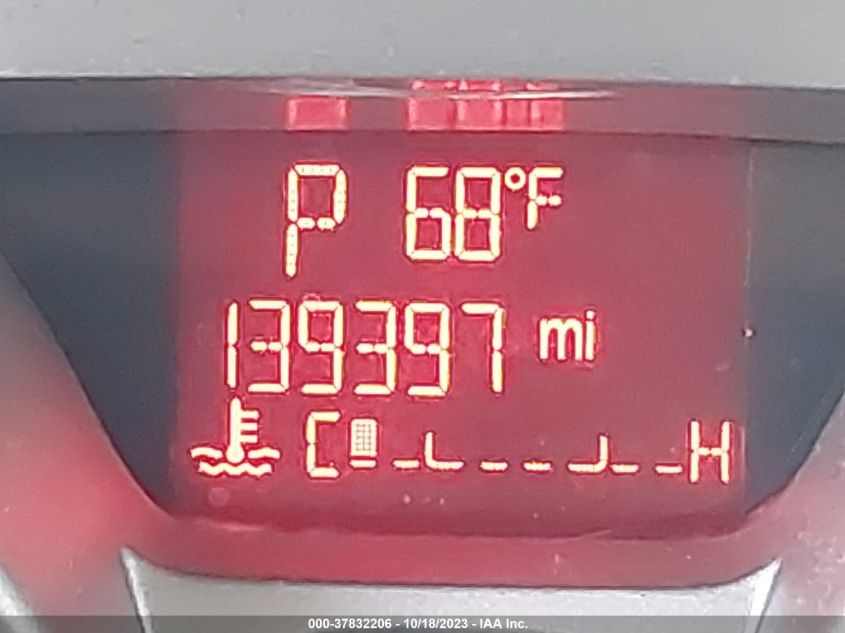 P 68°F
139397 mi
C H
000-37832206 - 10/18/2023 - IAA Inc.